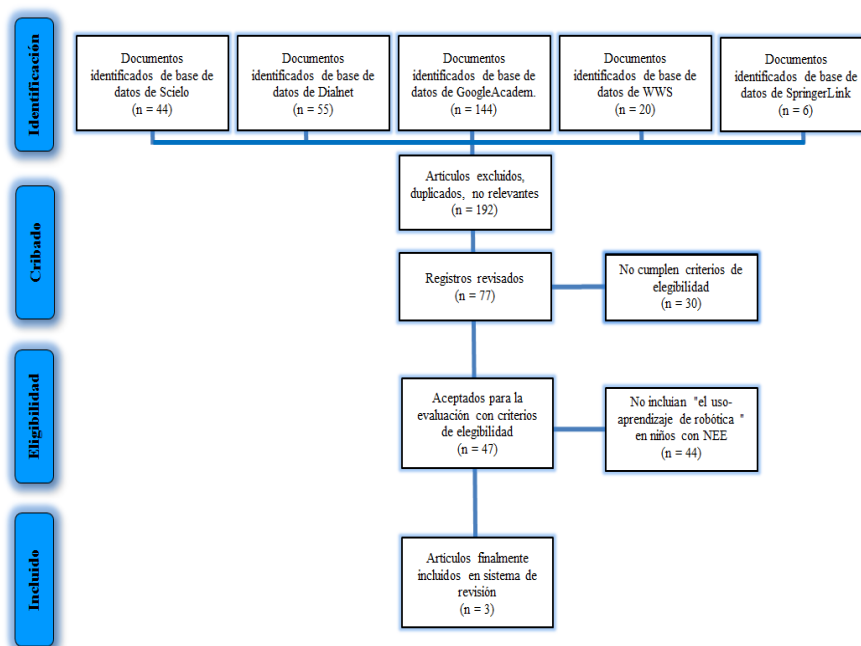 Identificación
Documentos
identificados de base de
datos de Scielo
(n = 44)
Documentos
identificados de base de
datos de Dialnet
(n = 55)
Documentos
identificados de base de
datos de GoogleAcadem.
(n = 144)
Documentos
identificados de base de
datos de WWS
(n = 20)
Documentos
identificados de base de
datos de SpringerLink
(n = 6)
Cribado
Articulos excluidos,
duplicados, no relevantes
(n = 192)
Registros revisados
(n = 77)
No cumplen criterios de
elegibilidad
(n = 30)
Eligibilidad
Aceptados para la
evaluación con criterios
de elegibilidad
(n = 47)
No incluian "el uso-
aprendizaje de robótica "
en niños con NEE
(n = 44)
Incluido
Articulos finalmente
incluidos en sistema de
revisión
(n = 3)